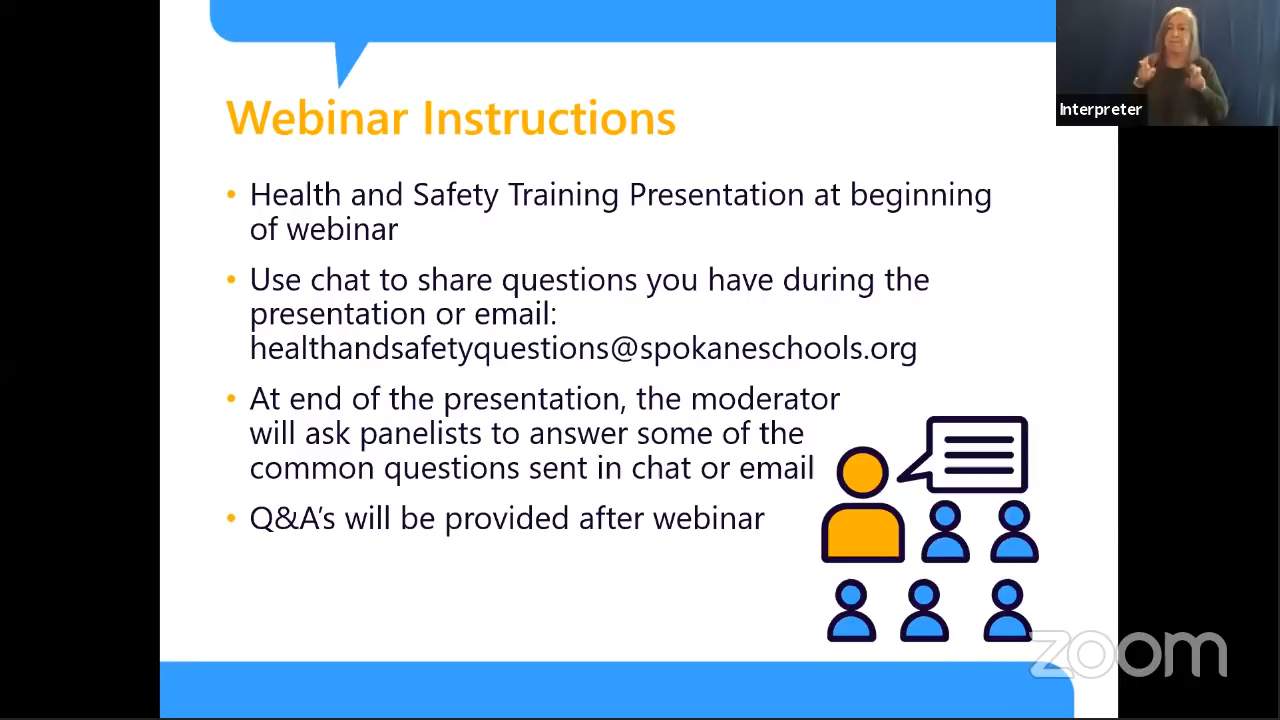 Webinar Instructions
Interpreter
• Health and Safety Training Presentation at beginning
of webinar
• Use chat to share questions you have during the
presentation or email:
healthandsafetyquestions@spokaneschools.org
• At end of the presentation, the moderator
will ask panelists to answer some of the
common questions sent in chat or email
• Q&A’s will be provided after webinar
zoom